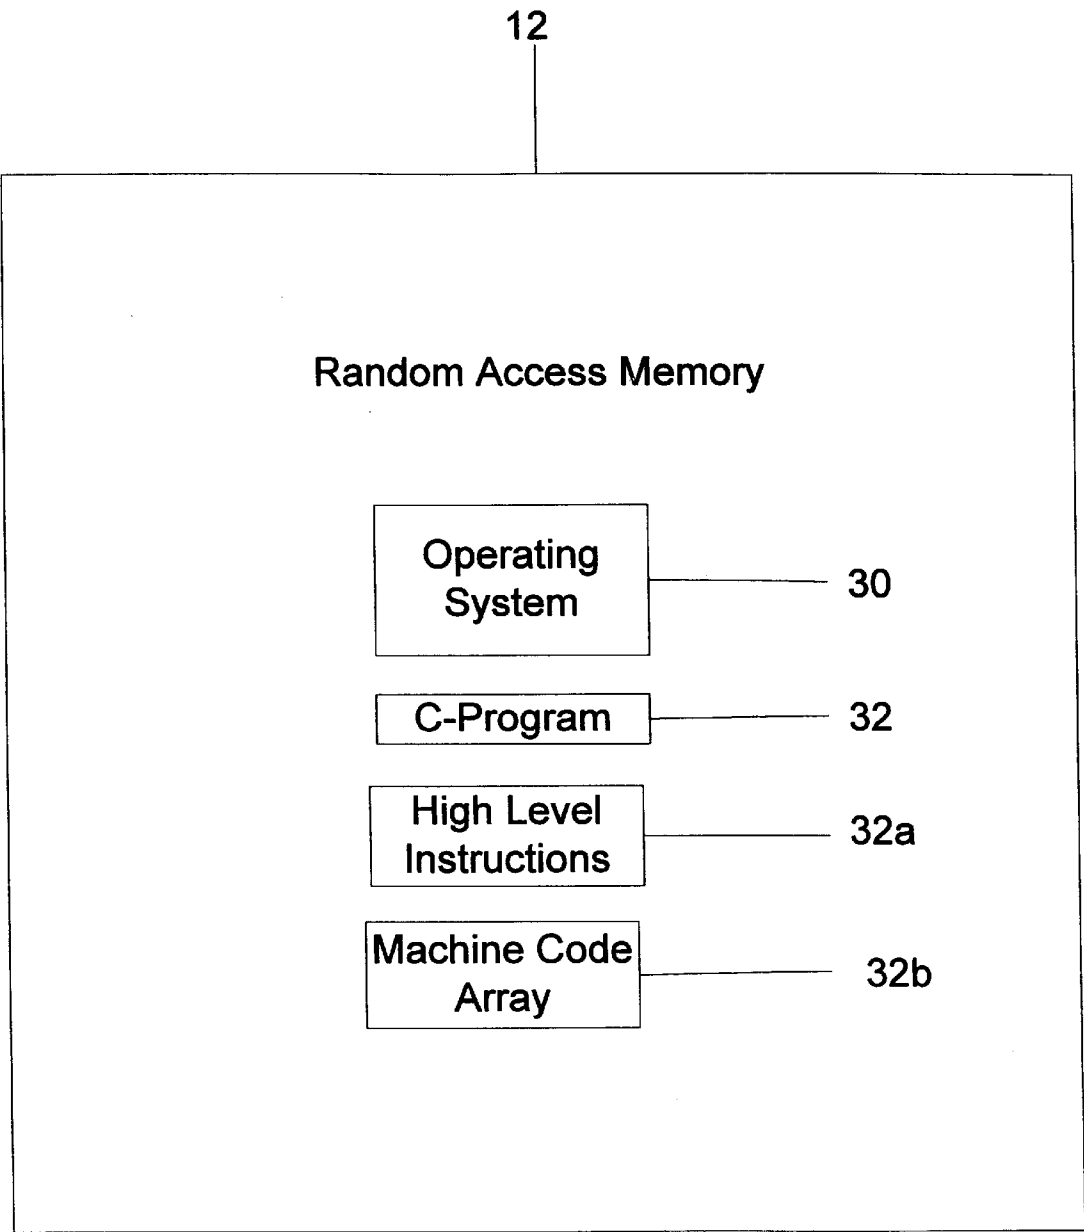 12
Random Access Memory
Operating
System
30
C-Program
32
High Level
Instructions
32a
Machine Code
Array
32b